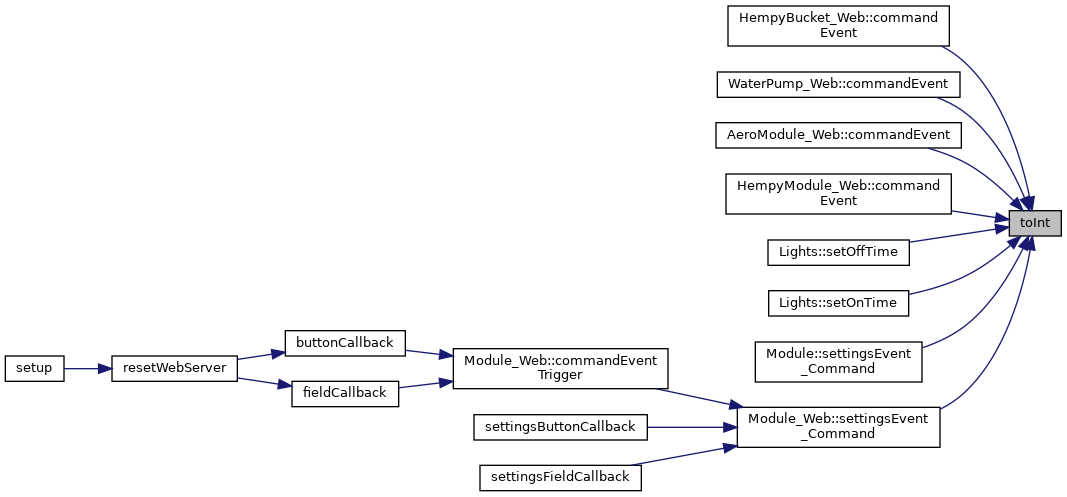 HempyBucket_Web::command
Event
WaterPump_Web::commandEvent
AeroModule_Web::commandEvent
HempyModule_Web::command
Event
toInt
Lights::setOffTime
Lights::setOnTime
buttonCallback
Module::settingsEvent
_Command
setup
resetWebServer
Module_Web::commandEvent
Trigger
fieldCallback
Module_Web::settingsEvent
_Command
settingsButtonCallback
settingsFieldCallback